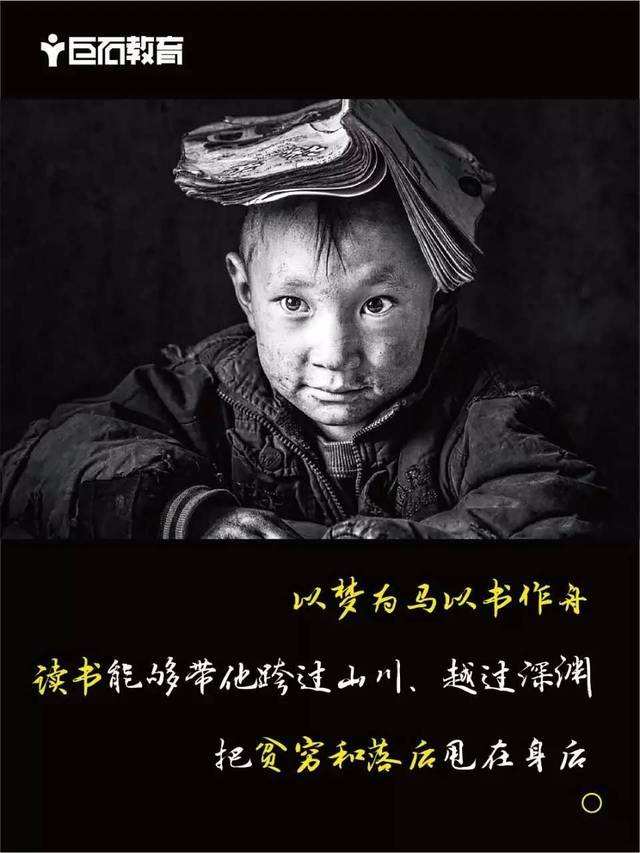 巨石教育
以梦为马以书作舟
读书能够带他跨过山川、越过深渊
把贫穷和落后甩在身后